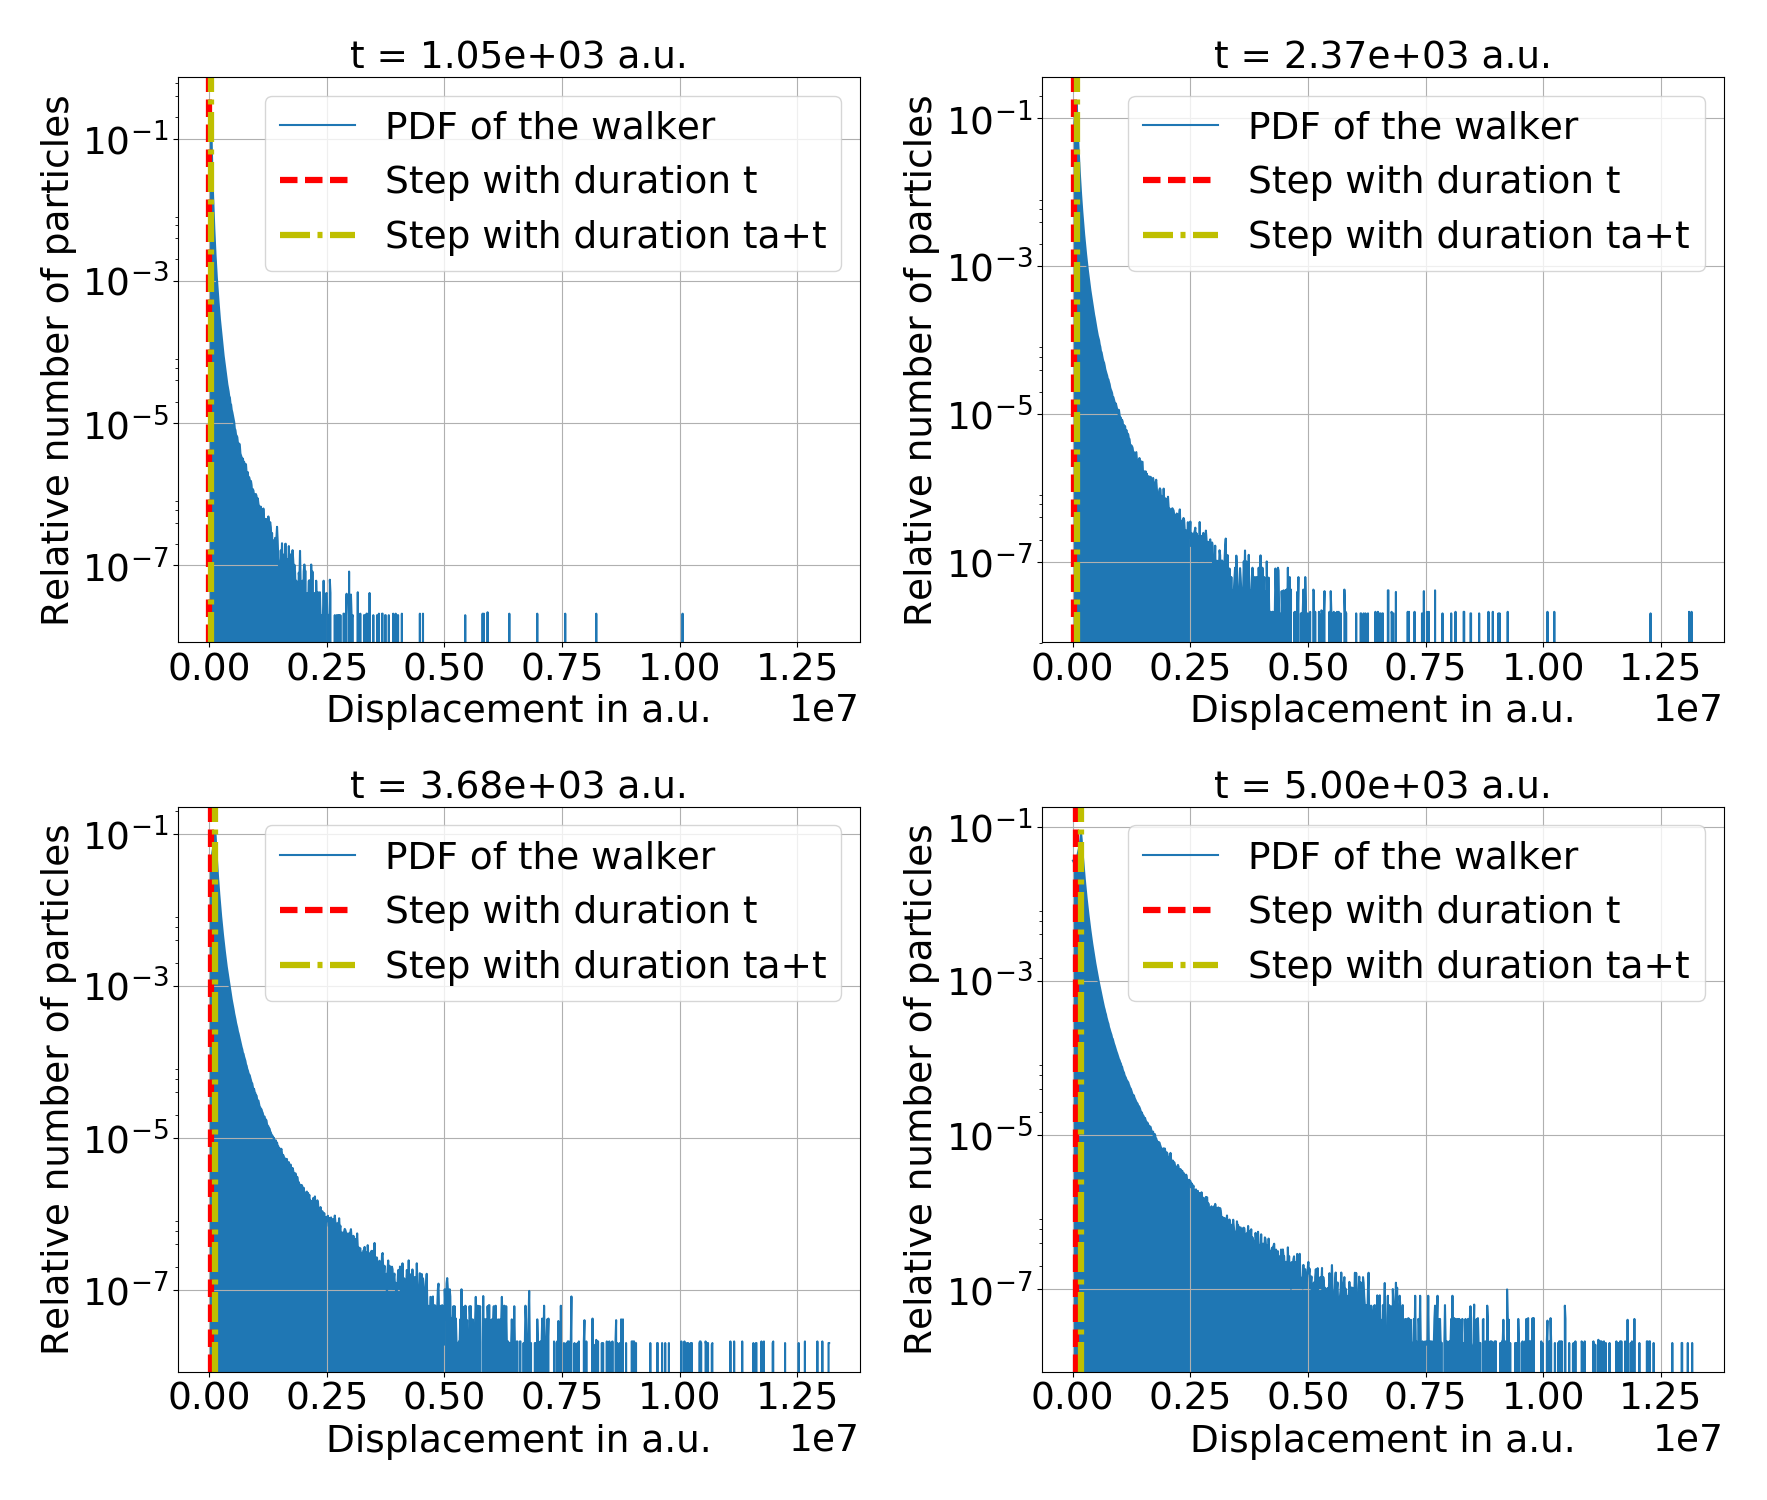 t = 1.05e+03 a.u.
Relative number of particles
10−1
10−3
10−5
10−7
PDF of the walker
Step with duration t
Step with duration ta+t
0.00 0.25 0.50 0.75 1.00 1.25
Displacement in a.u.
1e7
t = 2.37e+03 a.u.
Relative number of particles
10−1
10−3
10−5
10−7
PDF of the walker
Step with duration t
Step with duration ta+t
0.00 0.25 0.50 0.75 1.00 1.25
Displacement in a.u.
1e7
t = 3.68e+03 a.u.
Relative number of particles
10−1
10−3
10−5
10−7
PDF of the walker
Step with duration t
Step with duration ta+t
0.00 0.25 0.50 0.75 1.00 1.25
Displacement in a.u.
1e7
t = 5.00e+03 a.u.
Relative number of particles
10−1
10−3
10−5
10−7
PDF of the walker
Step with duration t
Step with duration ta+t
0.00 0.25 0.50 0.75 1.00 1.25
Displacement in a.u.
1e7